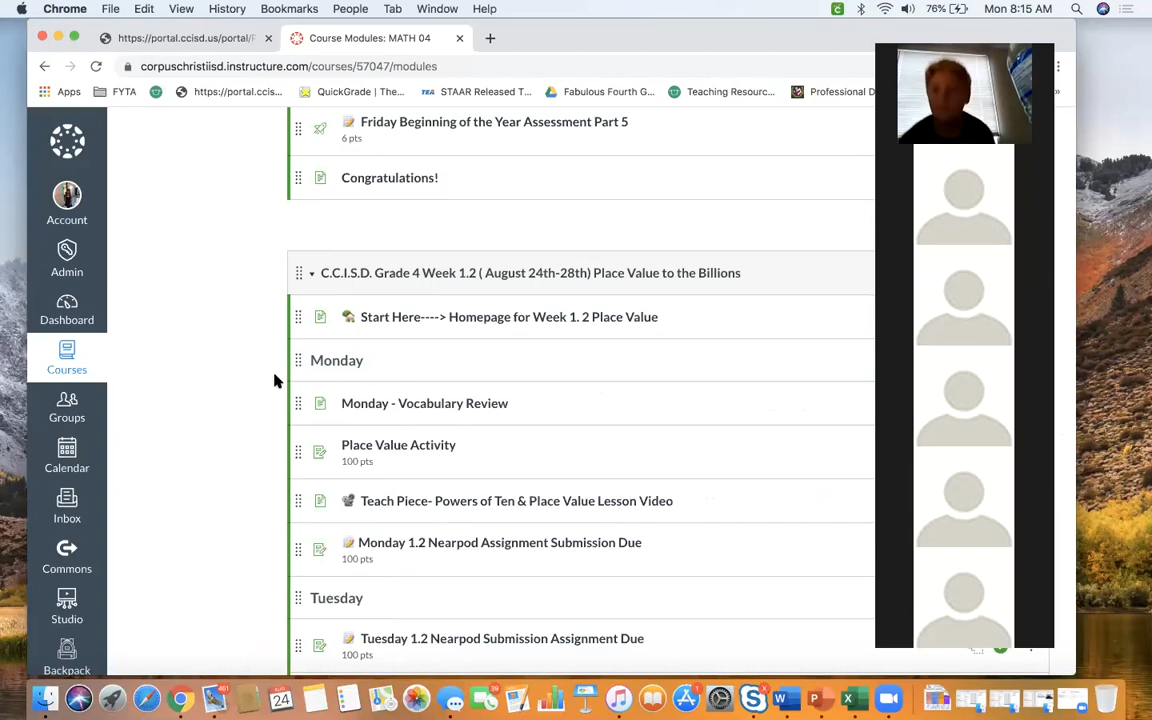 Chrome File Edit View History Bookmarks People Tab Window Help 76% Mon 8:15 AM
https://portal.ccisd.us/portal/ Course Modules: MATH 04
corpuschristiisd.instructure.com/courses/57047/modules
Apps FYTA https://portal.ccis... QuickGrade | The... TEA STAAR Released T... Fabulous Fourth G... Teaching Resourc... Professional D
Friday Beginning of the Year Assessment Part 5
6 pts
Congratulations!
Account
Admin
Dashboard
Courses
Groups
Calendar
Inbox
Commons
Studio
Backpack
C.C.I.S.D. Grade 4 Week 1.2 ( August 24th-28th) Place Value to the Billions
Start Here----> Homepage for Week 1. 2 Place Value
Monday
Monday - Vocabulary Review
Place Value Activity
100 pts
Teach Piece- Powers of Ten & Place Value Lesson Video
Monday 1.2 Nearpod Assignment Submission Due
100 pts
Tuesday
Tuesday 1.2 Nearpod Submission Assignment Due
100 pts
AUG
24